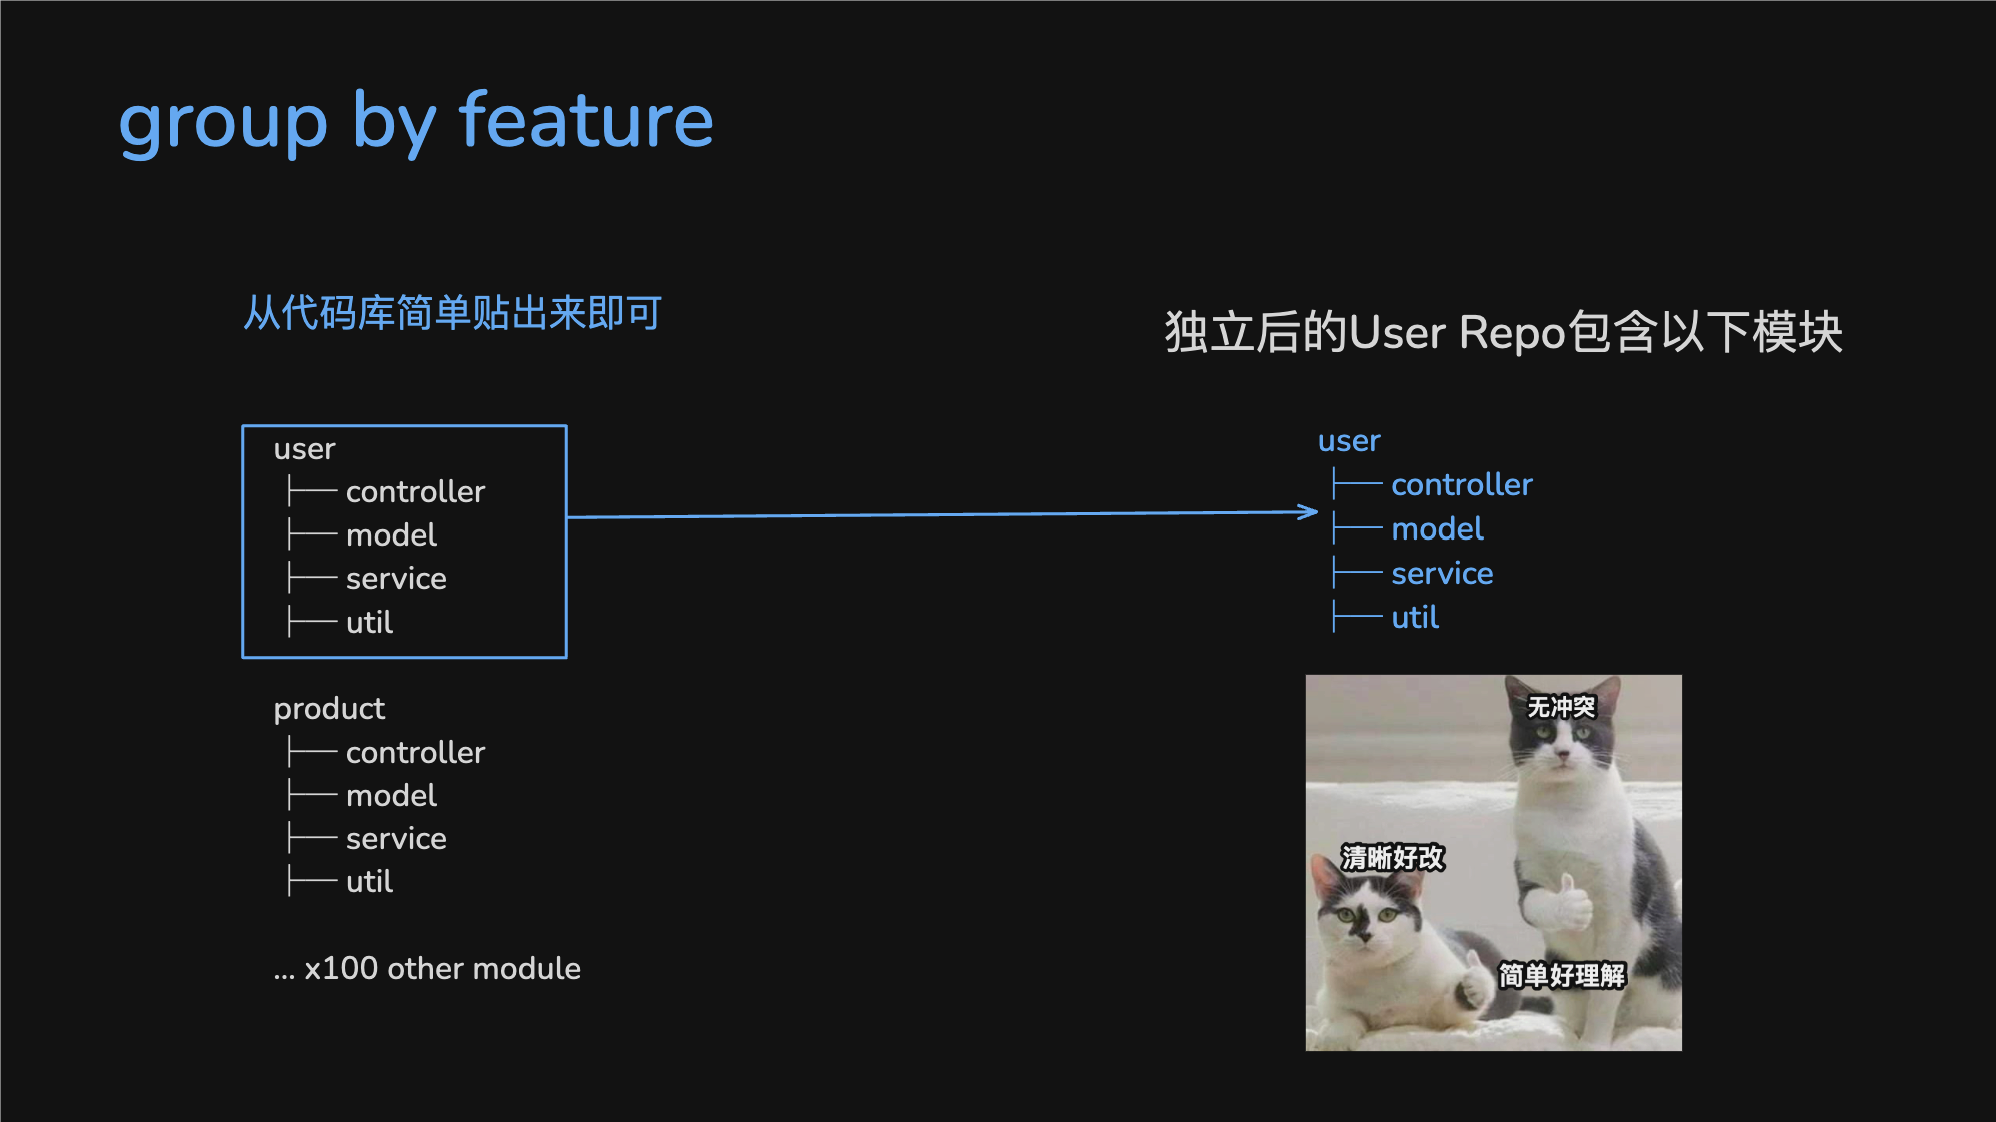 group by feature
从代码库简单贴出来即可
user
├── controller
├── model
├── service
├── util
product
├── controller
├── model
├── service
├── util
... x100 other module
独立后的User Repo包含以下模块
user
├── controller
├── model
├── service
├── util
无冲突
清晰好改
简单好理解